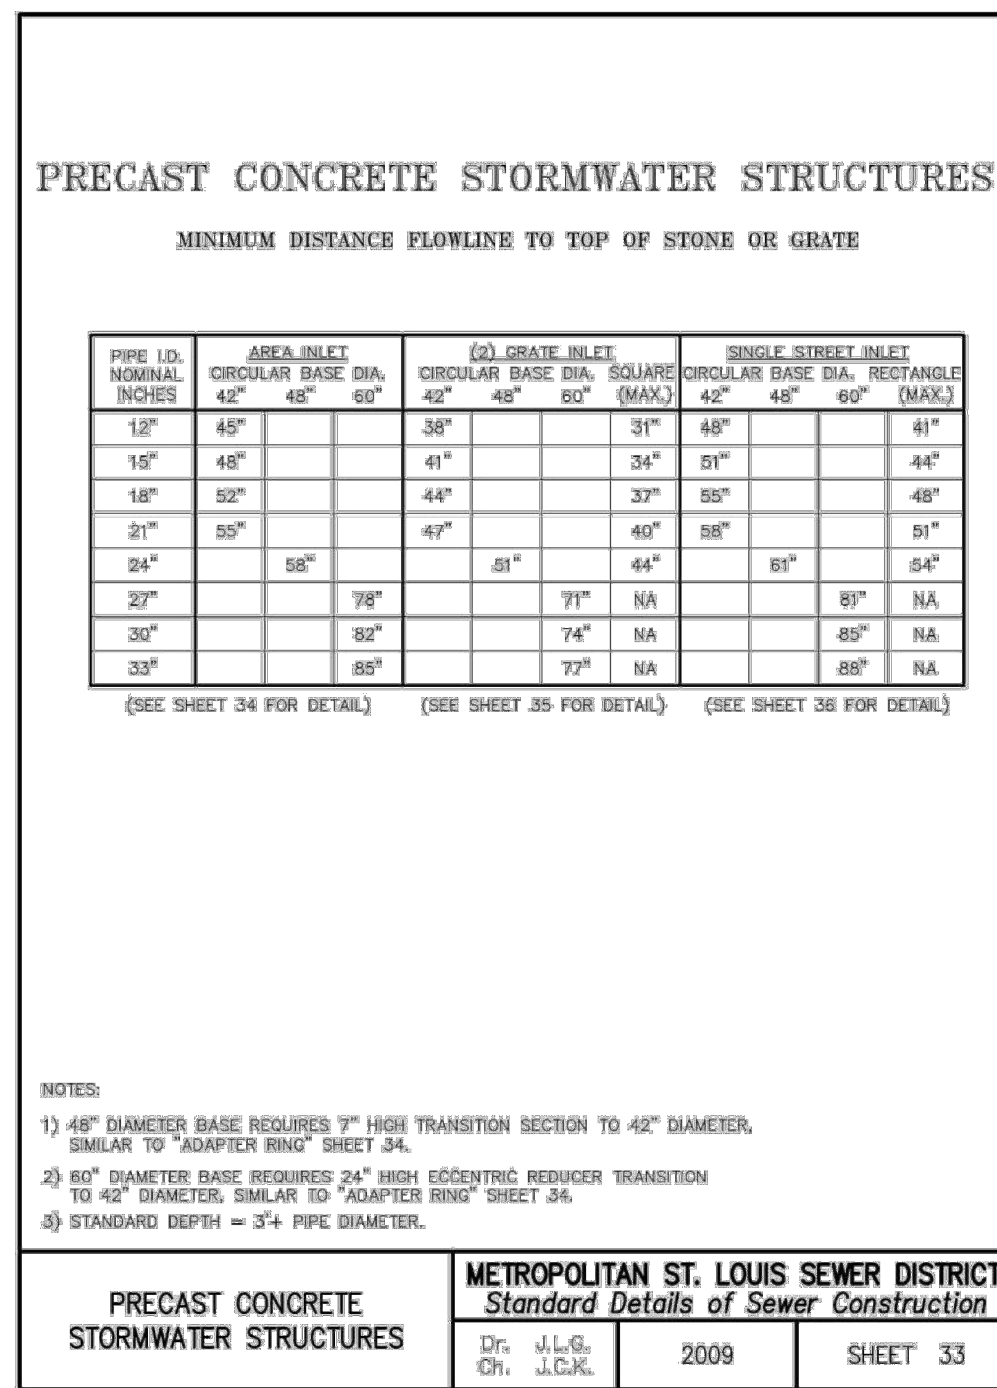 PRECAST CONCRETE STORMWATER STRUCTURES
MINIMUM DISTANCE FLOWLINE TO TOP OF STONE OR GRATE
PIPE I.D. AREA INLET (2) GRATE INLET SINGLE STREET INLET
NOMINAL CIRCULAR BASE DIA. CIRCULAR BASE DIA. SQUARE CIRCULAR BASE DIA. RECTANGLE
INCHES 42" 48" 60" 42" 48" 60" (MAX.) 42" 48" 60" (MAX.)
12" 45" 38" 31" 48" 41"
15" 48" 41" 34" 51" 44"
18" 52" 44" 37" 55" 48"
21" 55" 47" 40" 58" 51"
24" 58" 51" 44" 61" 54"
27" 78" 71" NA 81" NA
30" 82" 74" NA 85" NA
33" 85" 77" NA 88" NA
(SEE SHEET 34 FOR DETAIL) (SEE SHEET 35 FOR DETAIL) (SEE SHEET 36 FOR DETAIL)
NOTES:
1) 48" DIAMETER BASE REQUIRES 7" HIGH TRANSITION SECTION TO 42" DIAMETER,
SIMILAR TO "ADAPTER RING" SHEET 34.
2) 60" DIAMETER BASE REQUIRES 24" HIGH ECCENTRIC REDUCER TRANSITION
TO 42" DIAMETER, SIMILAR TO "ADAPTER RING" SHEET 34.
3) STANDARD DEPTH = 3"+ PIPE DIAMETER.
PRECAST CONCRETE
STORMWATER STRUCTURES
METROPOLITAN ST. LOUIS SEWER DISTRICT
Standard Details of Sewer Construction
Dr. J.L.G.
Ch. J.C.K.
2009
SHEET 33